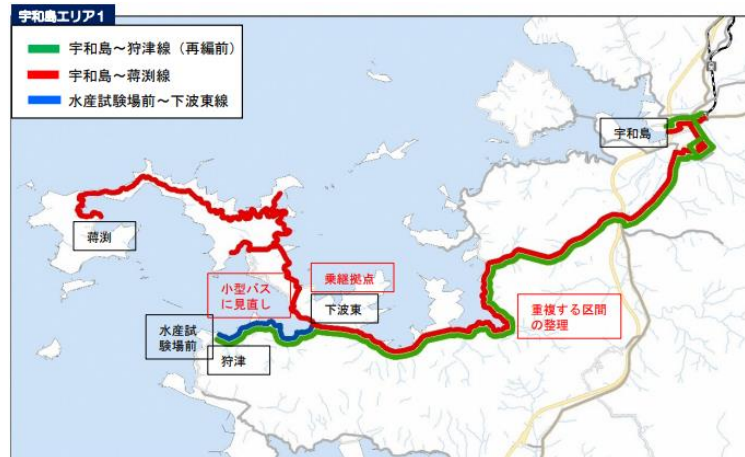 宇和島エリア1
宇和島~狩津線(再編前)
宇和島~蒋渕線
水産試験場前~下波東線
宇和島
蒋渕
小型バス
に見直し
乗継拠点
下波東
水産試
験場前
狩津
重複する区間
の整理